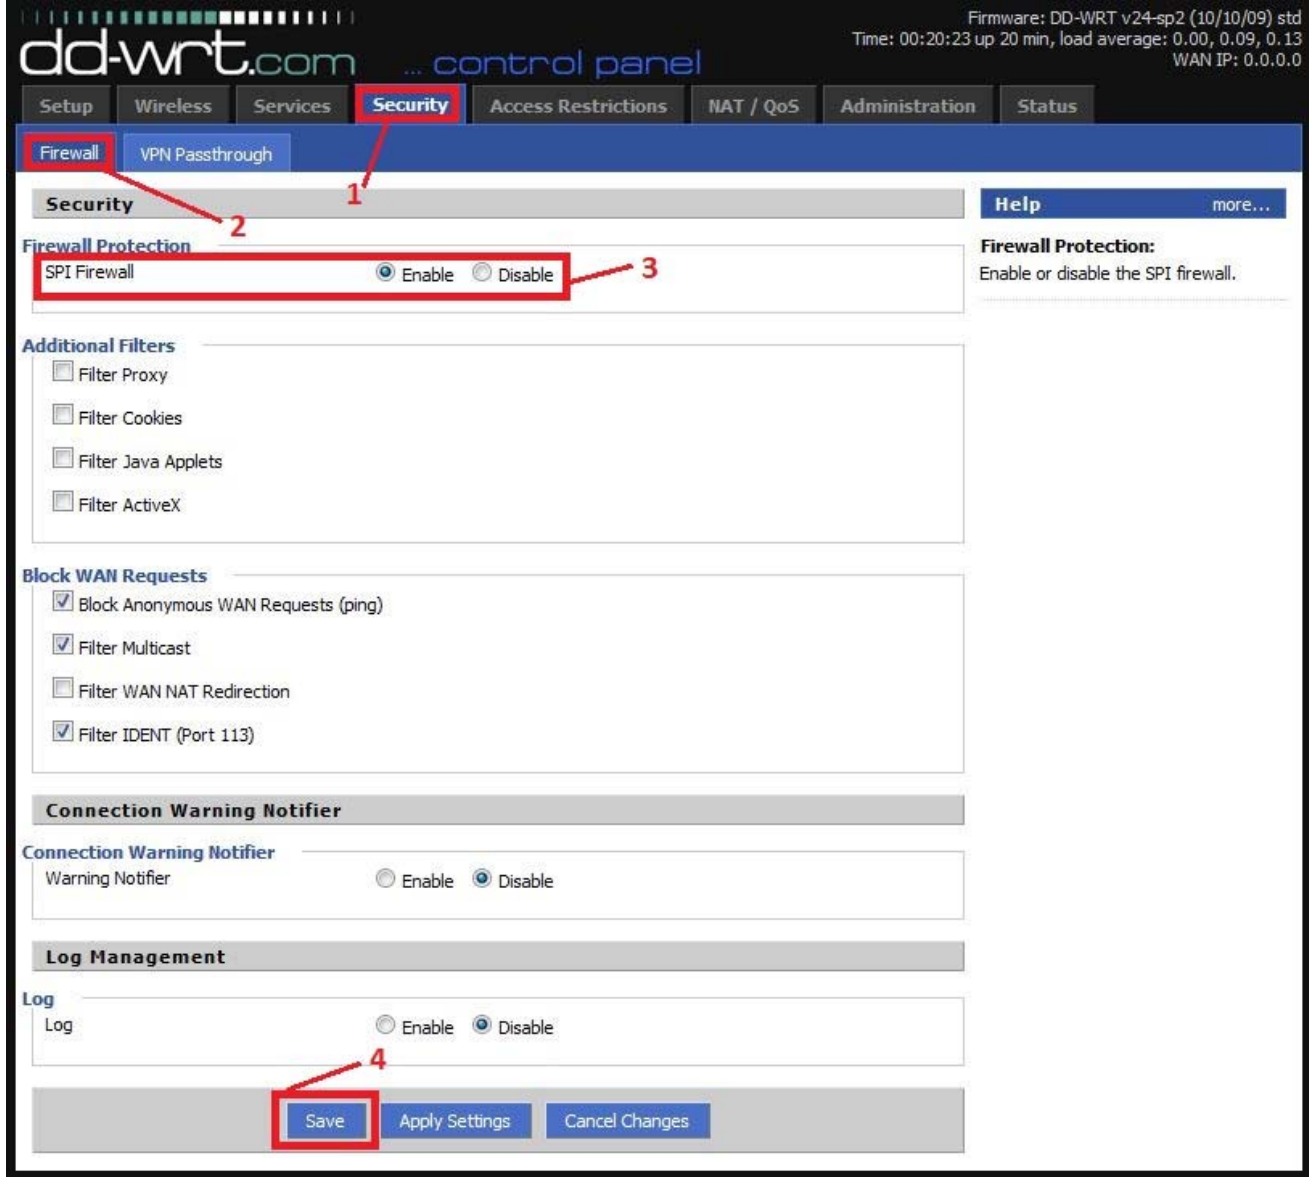 Firmware: DD-WRT v24-sp2 (10/10/09) std
Time: 00:20:23 up 20 min, load average: 0.00, 0.09, 0.13
WAN IP: 0.0.0.0
dd-wrt.com ... control panel
Setup Wireless Services Security Access Restrictions NAT / QoS Administration Status
Firewall VPN Passthrough
1
2
Security
Help more...
Firewall Protection
SPI Firewall Enable Disable
3
Firewall Protection:
Enable or disable the SPI firewall.
Additional Filters
Filter Proxy
Filter Cookies
Filter Java Applets
Filter ActiveX
Block WAN Requests
Block Anonymous WAN Requests (ping)
Filter Multicast
Filter WAN NAT Redirection
Filter IDENT (Port 113)
Connection Warning Notifier
Connection Warning Notifier
Warning Notifier Enable Disable
Log Management
Log
Log Enable Disable
4
Save Apply Settings Cancel Changes